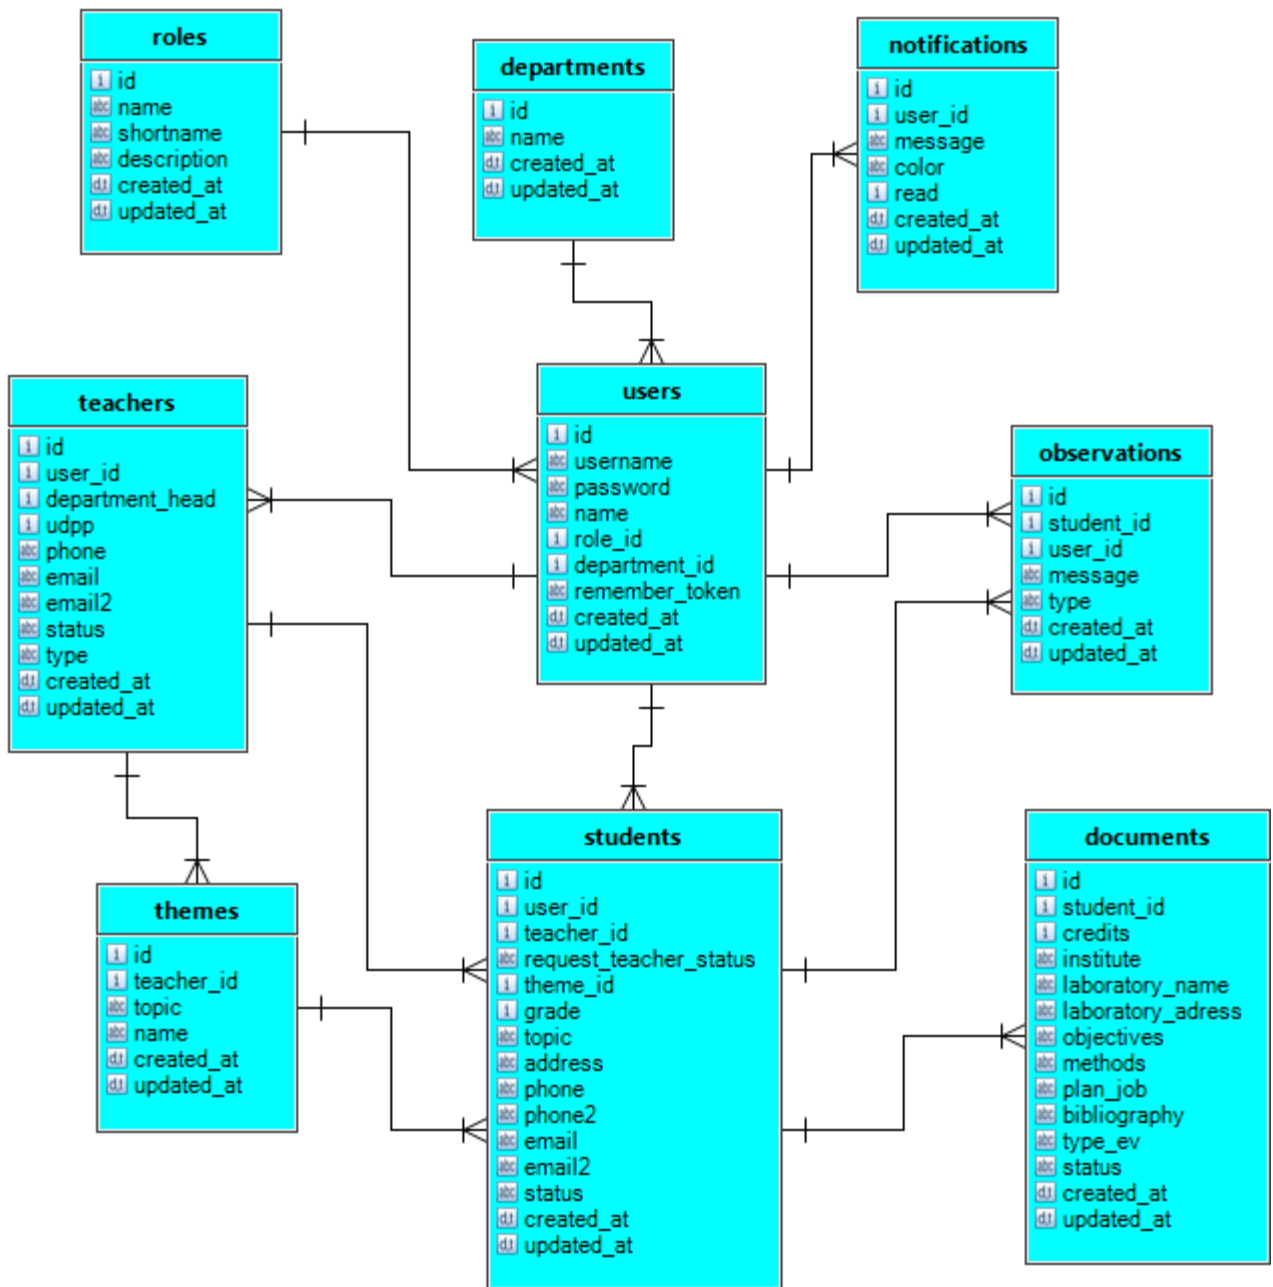 roles
id
name
shortname
description
created_at
updated_at
departments
id
name
created_at
updated_at
notifications
id
user_id
message
color
read
created_at
updated_at
teachers
id
user_id
department_head
udpp
phone
email
email2
status
type
created_at
updated_at
users
id
username
password
name
role_id
department_id
remember_token
created_at
updated_at
observations
id
student_id
user_id
message
type
created_at
updated_at
themes
id
teacher_id
topic
name
created_at
updated_at
students
id
user_id
teacher_id
request_teacher_status
theme_id
grade
topic
address
phone
phone2
email
email2
status
created_at
updated_at
documents
id
student_id
credits
institute
laboratory_name
laboratory_adress
objectives
methods
plan_job
bibliography
type_ev
status
created_at
updated_at